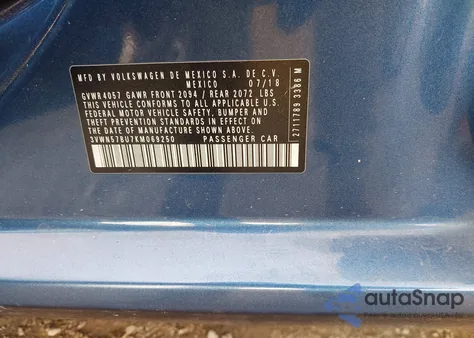 MFD BY VOLKSWAGEN DE MEXICO S.A. DE C.V.
MEXICO 07/18
GVWR4057 GAWR FRONT 2094 / REAR 2072 LBS
THIS VEHICLE CONFORMS TO ALL APPLICABLE U.S.
FEDERAL MOTOR VEHICLE SAFETY, BUMPER AND
THEFT PREVENTION STANDARDS IN EFFECT ON THE
DATE OF MANUFACTURE SHOWN ABOVE.
3VWN57BU7KM069250 PASSENGER CAR
2711789 3386 M
autoSnap